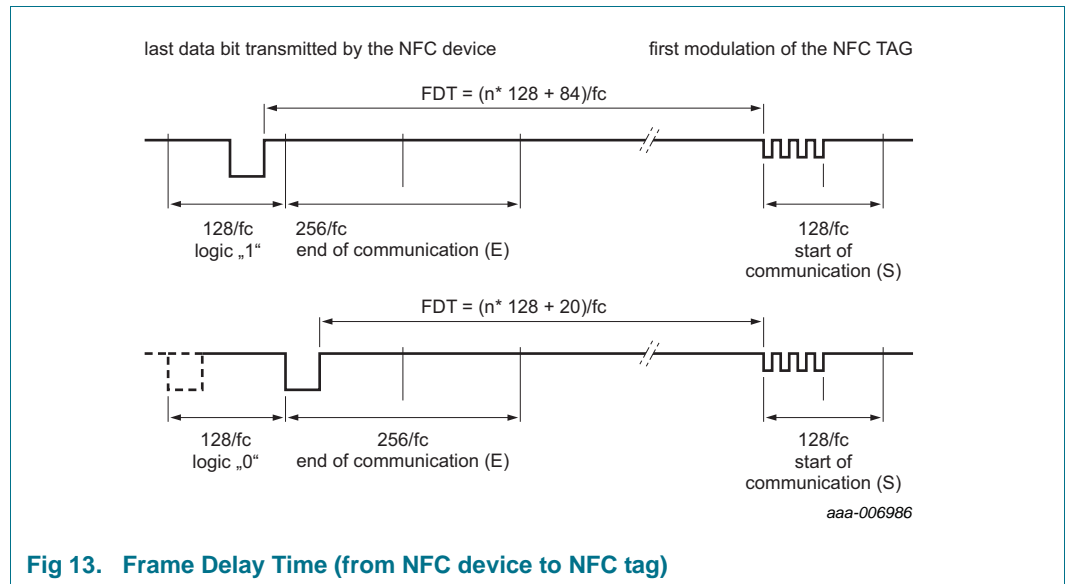 last data bit transmitted by the NFC device
first modulation of the NFC TAG
FDT = (n* 128 + 84)/fc
128/fc
logic „1“
256/fc
end of communication (E)
128/fc
start of
communication (S)
FDT = (n* 128 + 20)/fc
128/fc
logic „0“
256/fc
end of communication (E)
128/fc
start of
communication (S)
aaa-006986
Fig 13. Frame Delay Time (from NFC device to NFC tag)